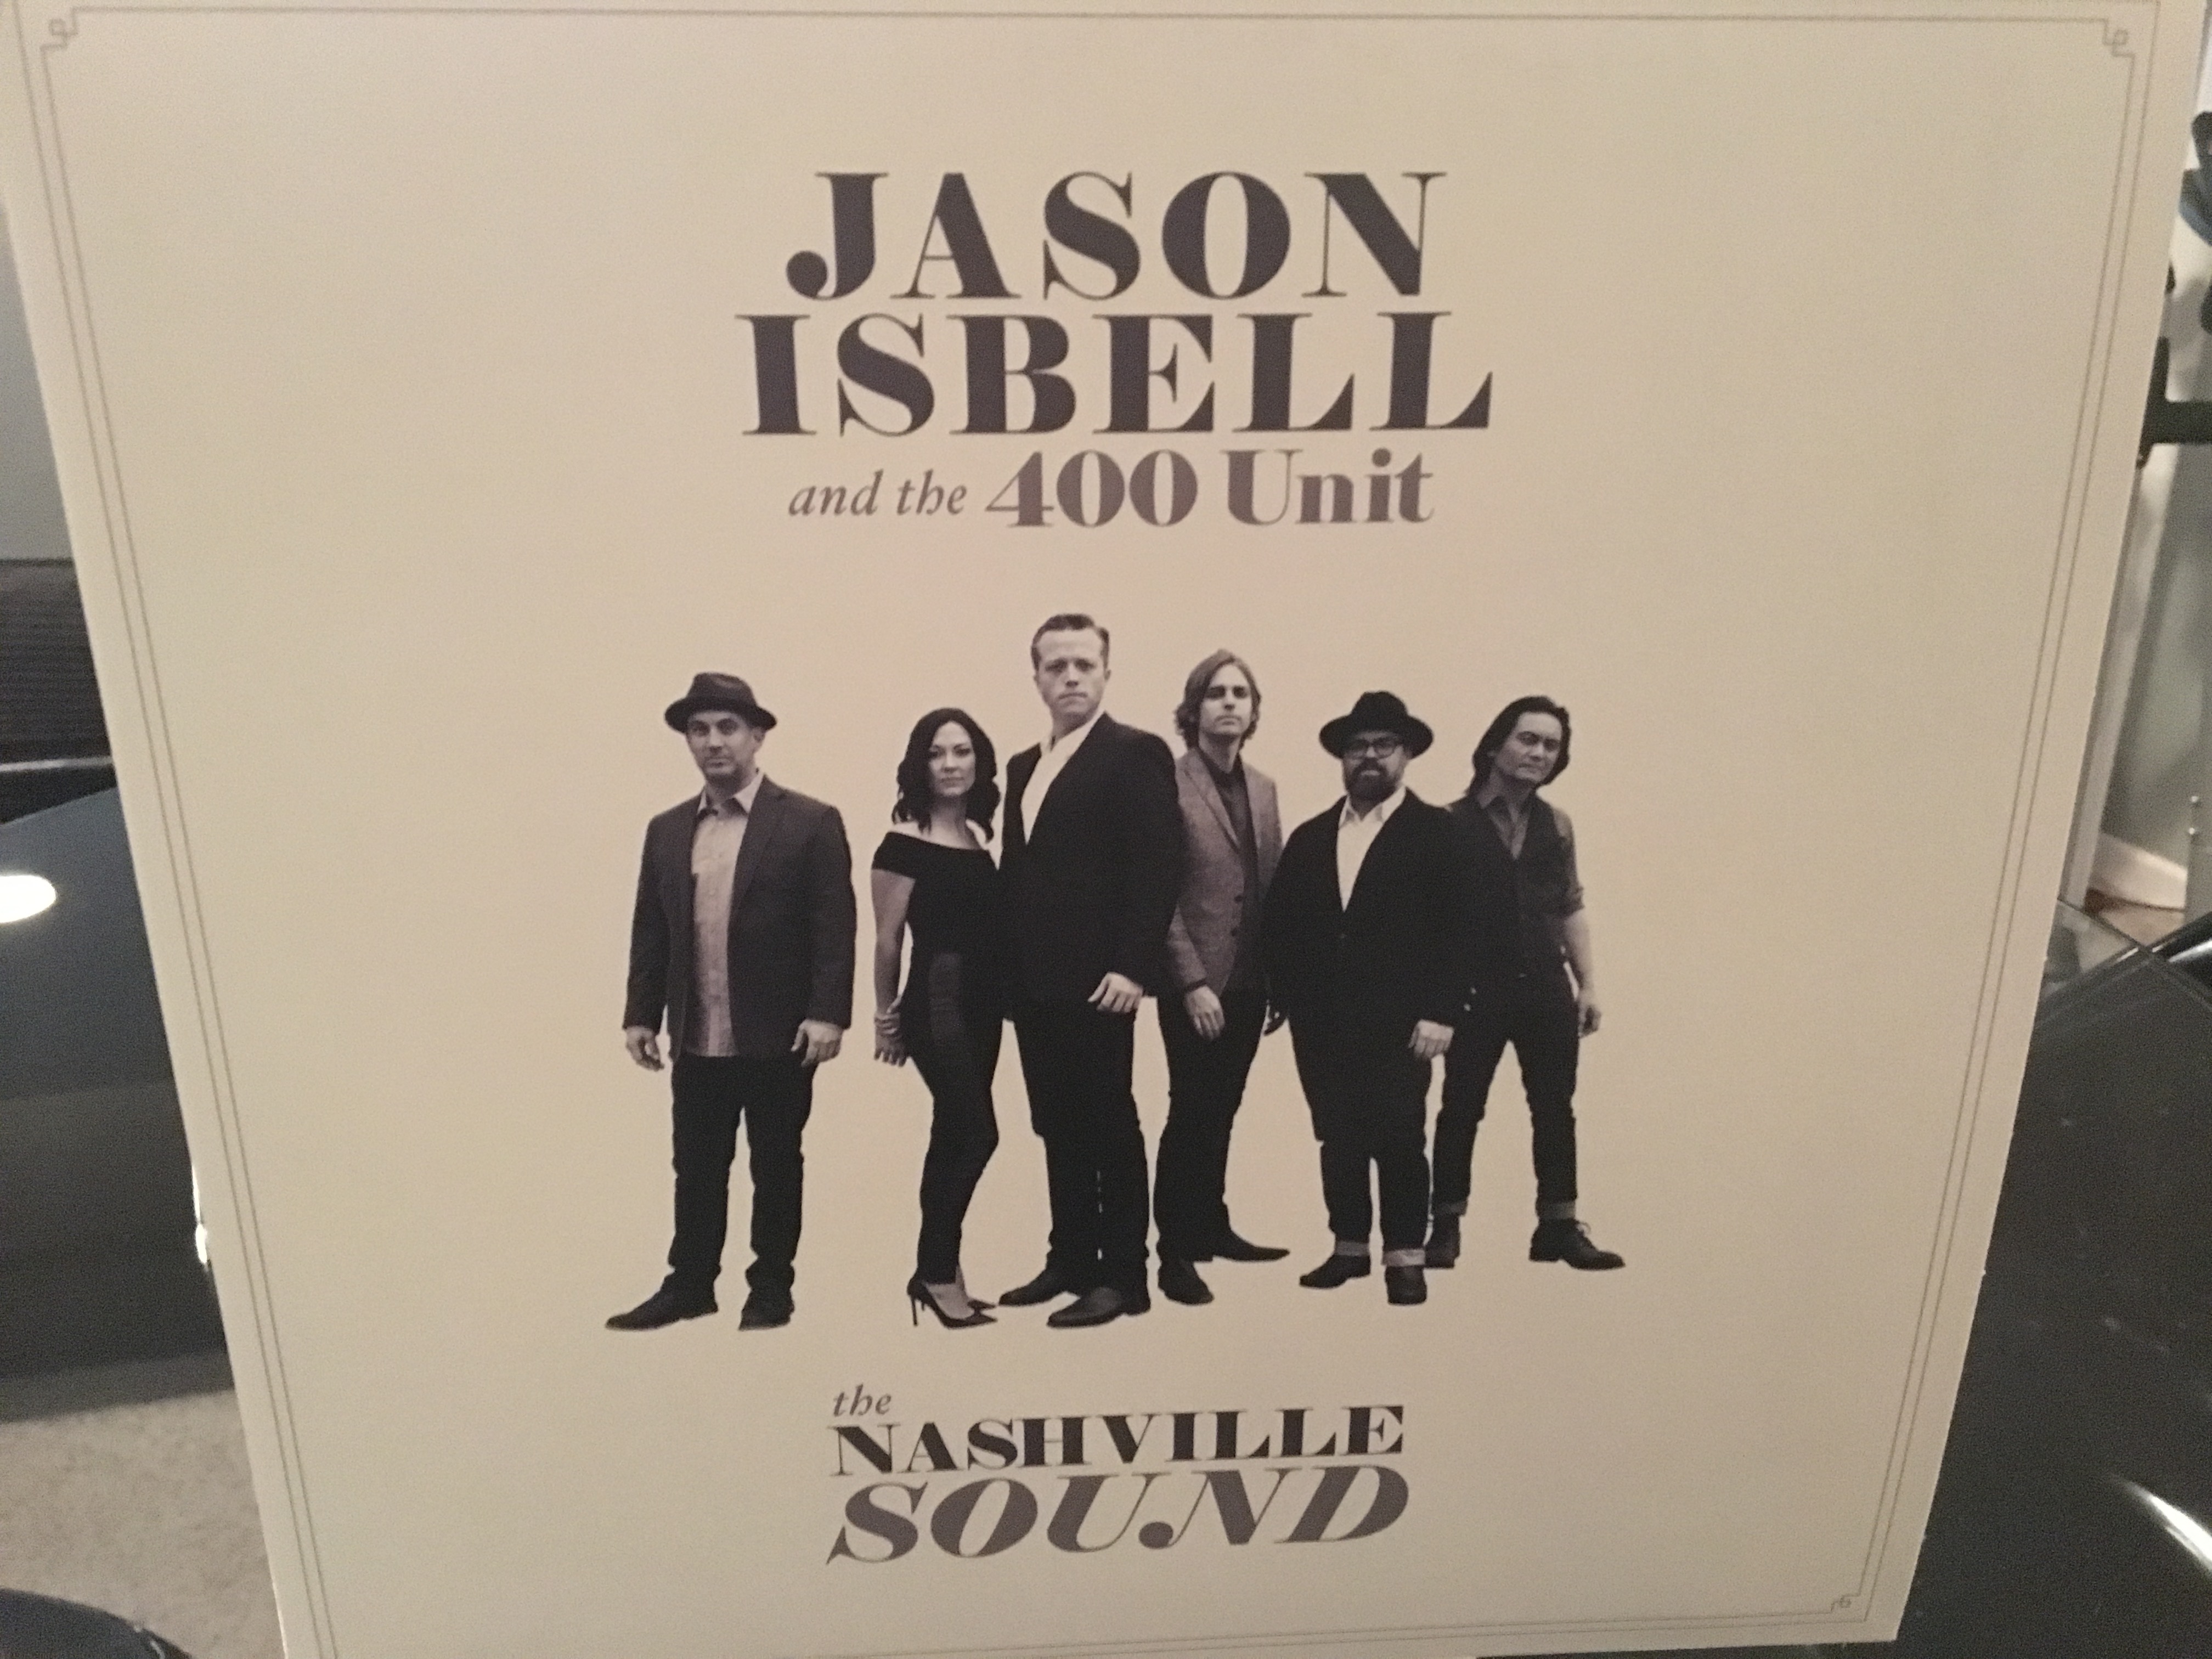 JASON
ISBELL
and the 400 Unit
the
NASHVILLE
SOUND